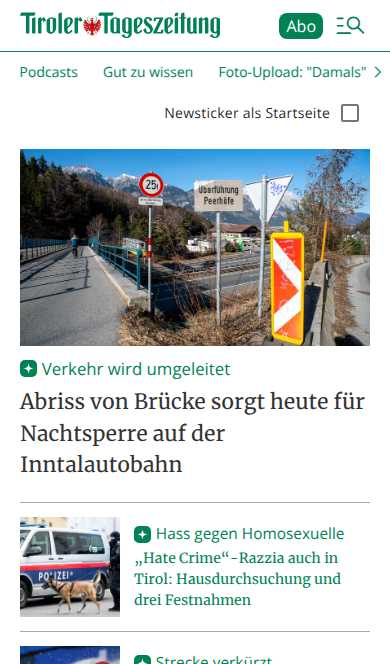 Tiroler Tageszeitung
Abo
Podcasts Gut zu wissen Foto-Upload: "Damals"
Newsticker als Startseite
25t
Überführung
Peerhöfe
Verkehr wird umgeleitet
Abriss von Brücke sorgt heute für
Nachtsperre auf der
Inntalautobahn
Hass gegen Homosexuelle
„Hate Crime“-Razzia auch in
Tirol: Hausdurchsuchung und
drei Festnahmen
POLIZEI
Strecke verkürzt